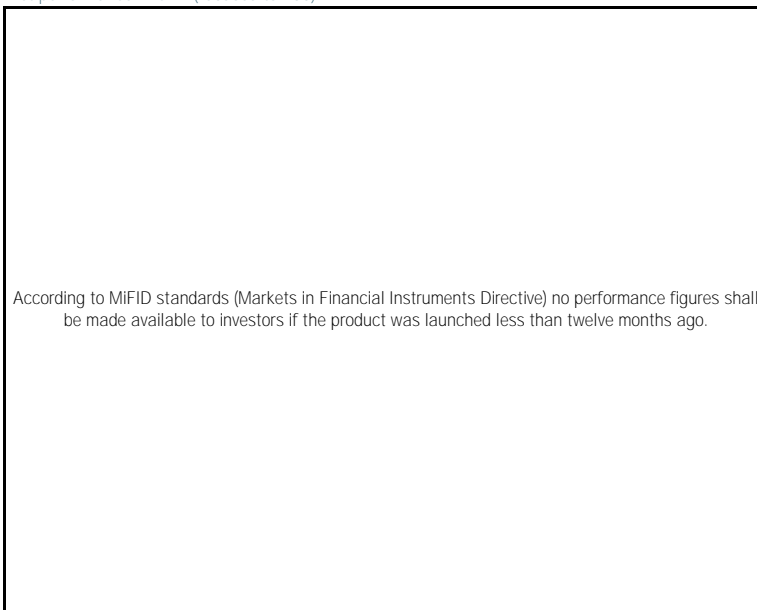 According to MiFID standards (Markets in Financial Instruments Directive) no performance figures shall
be made available to investors if the product was launched less than twelve months ago.